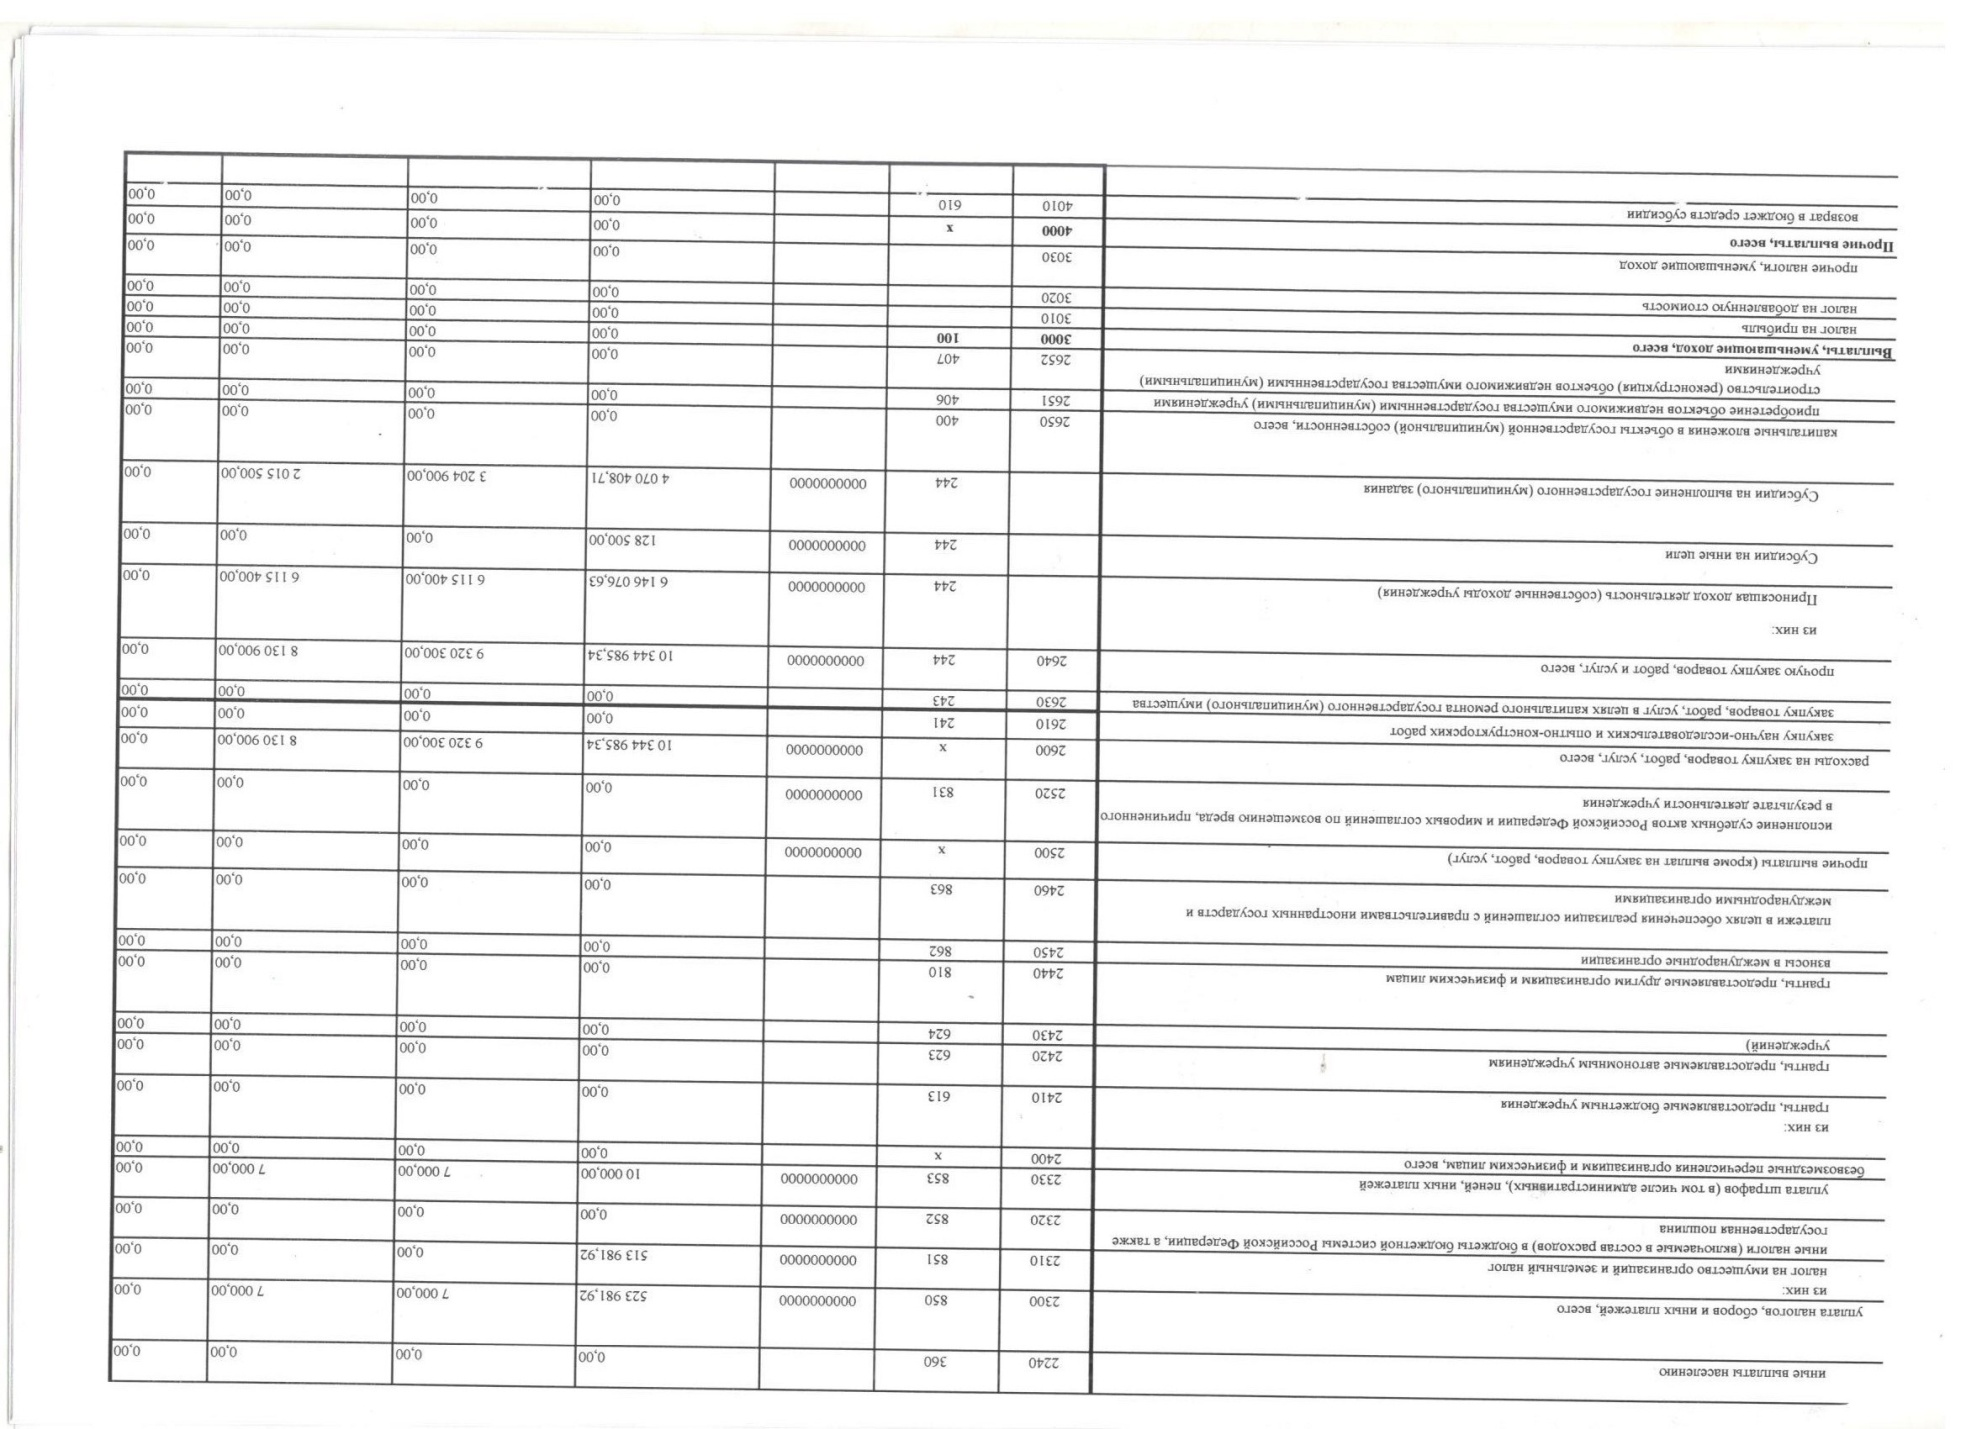 иные выплаты населению 2240 360 0,00 0,00 0,00 0,00
уплата налогов, сборов и иных платежей, всего 2300 850 0000000000 523 981,92 7 000,00 7 000,00 0,00
из них:
налог на имущество организаций и земельный налог 2310 851 0000000000 513 981,92 0,00 0,00 0,00
иные налоги (включаемые в состав расходов) в бюджеты бюджетной системы Российской Федерации, а также 2320 852 0000000000 0,00 0,00 0,00 0,00
государственная пошлина
уплата штрафов (в том числе административных), пеней, иных платежей 2330 853 0000000000 10 000,00 7 000,00 7 000,00 0,00
безвозмездные перечисления организациям и физическим лицам, всего 2400 х 0,00 0,00 0,00 0,00
из них:
гранты, предоставляемые бюджетным учреждения 2410 613 0,00 0,00 0,00 0,00
гранты, предоставляемые автономным учреждениям 2420 623 0,00 0,00 0,00 0,00
учреждений) 2430 624 0,00 0,00 0,00 0,00
гранты, предоставляемые другим организациям и физическим лицам 2440 810 0,00 0,00 0,00 0,00
взносы в международные организации 2450 862 0,00 0,00 0,00 0,00
платежи в целях обеспечения реализации соглашений с правительствами иностранных государств и 2460 863 0,00 0,00 0,00 0,00
международными организациями
прочие выплаты (кроме выплат на закупку товаров, работ, услуг) 2500 х 0000000000 0,00 0,00 0,00 0,00
исполнение судебных актов Российской Федерации и мировых соглашений по возмещению вреда, причиненного 2520 831 0000000000 0,00 0,00 0,00 0,00
в результате деятельности учреждения
расходы на закупку товаров, работ, услуг, всего 2600 х 0000000000 10 344 985,34 9 320 300,00 8 130 900,00 0,00
закупку научно-исследовательских и опытно-конструкторских работ 2610 241 0,00 0,00 0,00 0,00
закупку товаров, работ, услуг в целях капитального ремонта государственного (муниципального) имущества 2630 243 0,00 0,00 0,00 0,00
прочую закупку товаров, работ и услуг, всего 2640 244 0000000000 10 344 985,34 9 320 300,00 8 130 900,00 0,00
из них:
Приносящая доход деятельность (собственные доходы учреждения) 244 0000000000 6 146 076,63 6 115 400,00 6 115 400,00 0,00
Субсидии на иные цели 244 0000000000 128 500,00 0,00 0,00 0,00
Субсидии на выполнение государственного (муниципального) задания 244 0000000000 4 070 408,71 3 204 900,00 2 015 500,00 0,00
капитальные вложения в объекты государственной (муниципальной) собственности, всего 2650 400 0,00 0,00 0,00 0,00
приобретение объектов недвижимого имущества государственными (муниципальными) учреждениями 2651 406 0,00 0,00 0,00 0,00
строительство (реконструкция) объектов недвижимого имущества государственными (муниципальными) 2652 407 0,00 0,00 0,00 0,00
учреждениями
Выплаты, уменьшающие доход, всего 3000 100 0,00 0,00 0,00 0,00
налог на прибыль 3010 0,00 0,00 0,00 0,00
налог на добавленную стоимость 3020 0,00 0,00 0,00 0,00
прочие налоги, уменьшающие доход 3030 0,00 0,00 0,00 0,00
Прочие выплаты, всего 4000 х 0,00 0,00 0,00 0,00
возврат в бюджет средств субсидии 4010 610 0,00 0,00 0,00 0,00